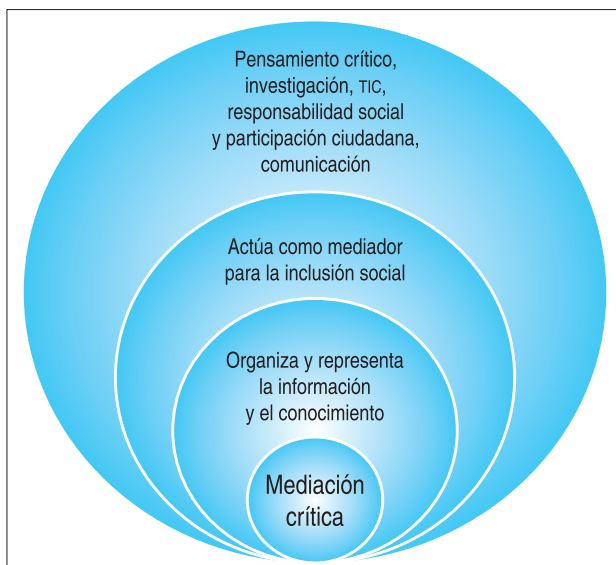 Pensamiento crítico,
investigación, TIC,
responsabilidad social
y participación ciudadana,
comunicación
Actúa como mediador
para la inclusión social
Organiza y representa
la información
y el conocimiento
Mediación
crítica